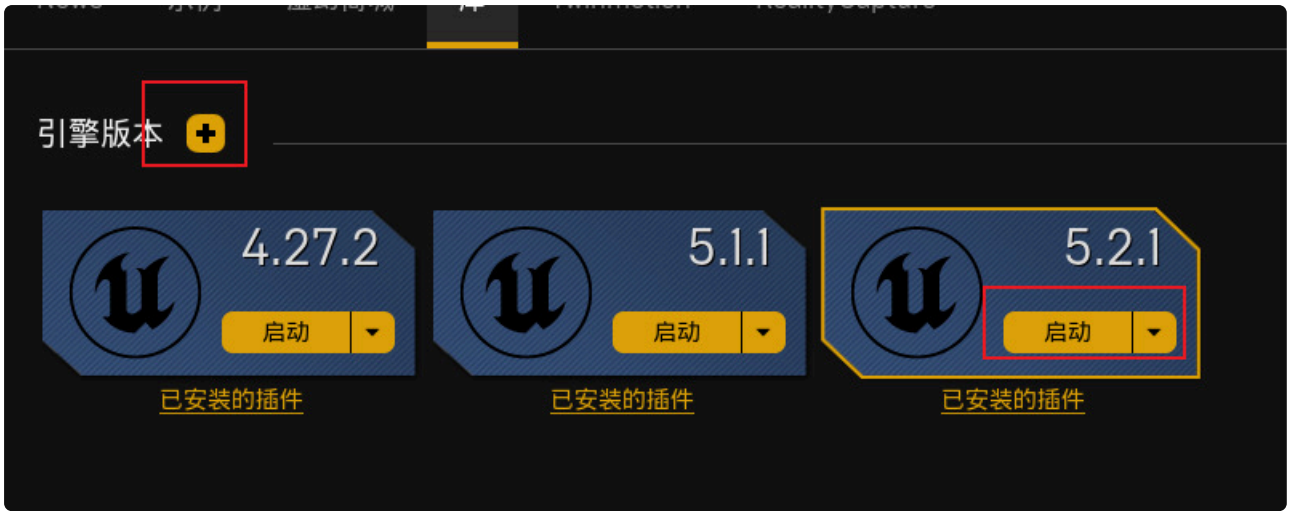 库
引擎版本
4.27.2 5.1.1 5.2.1
启动 启动 启动
已安装的插件 已安装的插件 已安装的插件